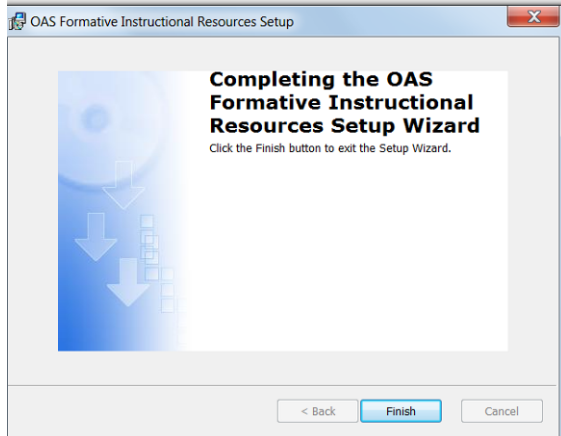 OAS Formative Instructional Resources Setup
X
Completing the OAS
Formative Instructional
Resources Setup Wizard
Click the Finish button to exit the Setup Wizard.
< Back
Finish
Cancel